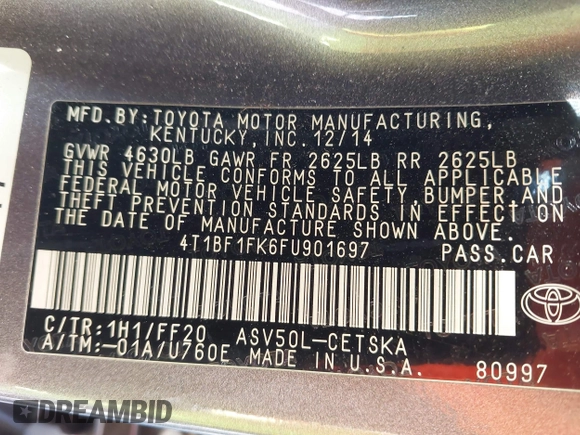 MFD.BY:TOYOTA MOTOR MANUFACTURING,
KENTUCKY,INC.12/14
GVWR 4630LB GAWR FR 2625LB RR 2625LB
THIS VEHICLE CONFORMS TO ALL APPLICABLE
FEDERAL MOTOR VEHICLE SAFETY,BUMPER,AND
THEFT PREVENTION STANDARDS IN EFFECT ON
THE DATE OF MANUFACTURE SHOWN ABOVE.
4T1BF1FK6FU901697 PASS.CAR
C/TR:1H1/FF20 ASV50L-CETSKA
A/TM:-01A/U760E MADE IN U.S.A. 80997
DREAMBID